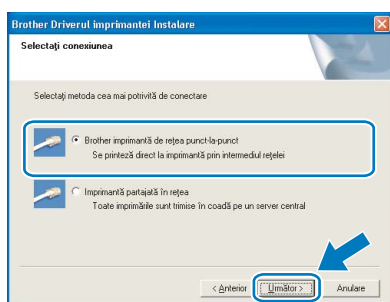 Brother Driverul imprimantei Instalare
Selectaţi conexiunea
Selectaţi metoda cea mai potrivită de conectare
Brother imprimantă de reţea punct-la-punct
Se printeză direct la imprimantă prin intermediul reţelei
Imprimantă partajată în reţea
Toate imprimările sunt trimise în coadă pe un server central
< Anterior
Următor >
Anulare